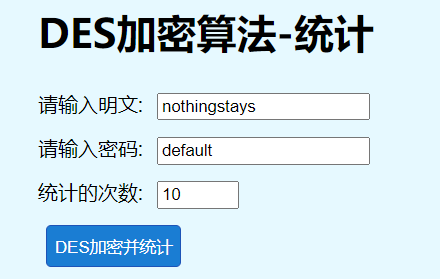 DES加密算法-统计
请输入明文: nothingstays
请输入密码: default
统计的次数: 10
DES加密并统计